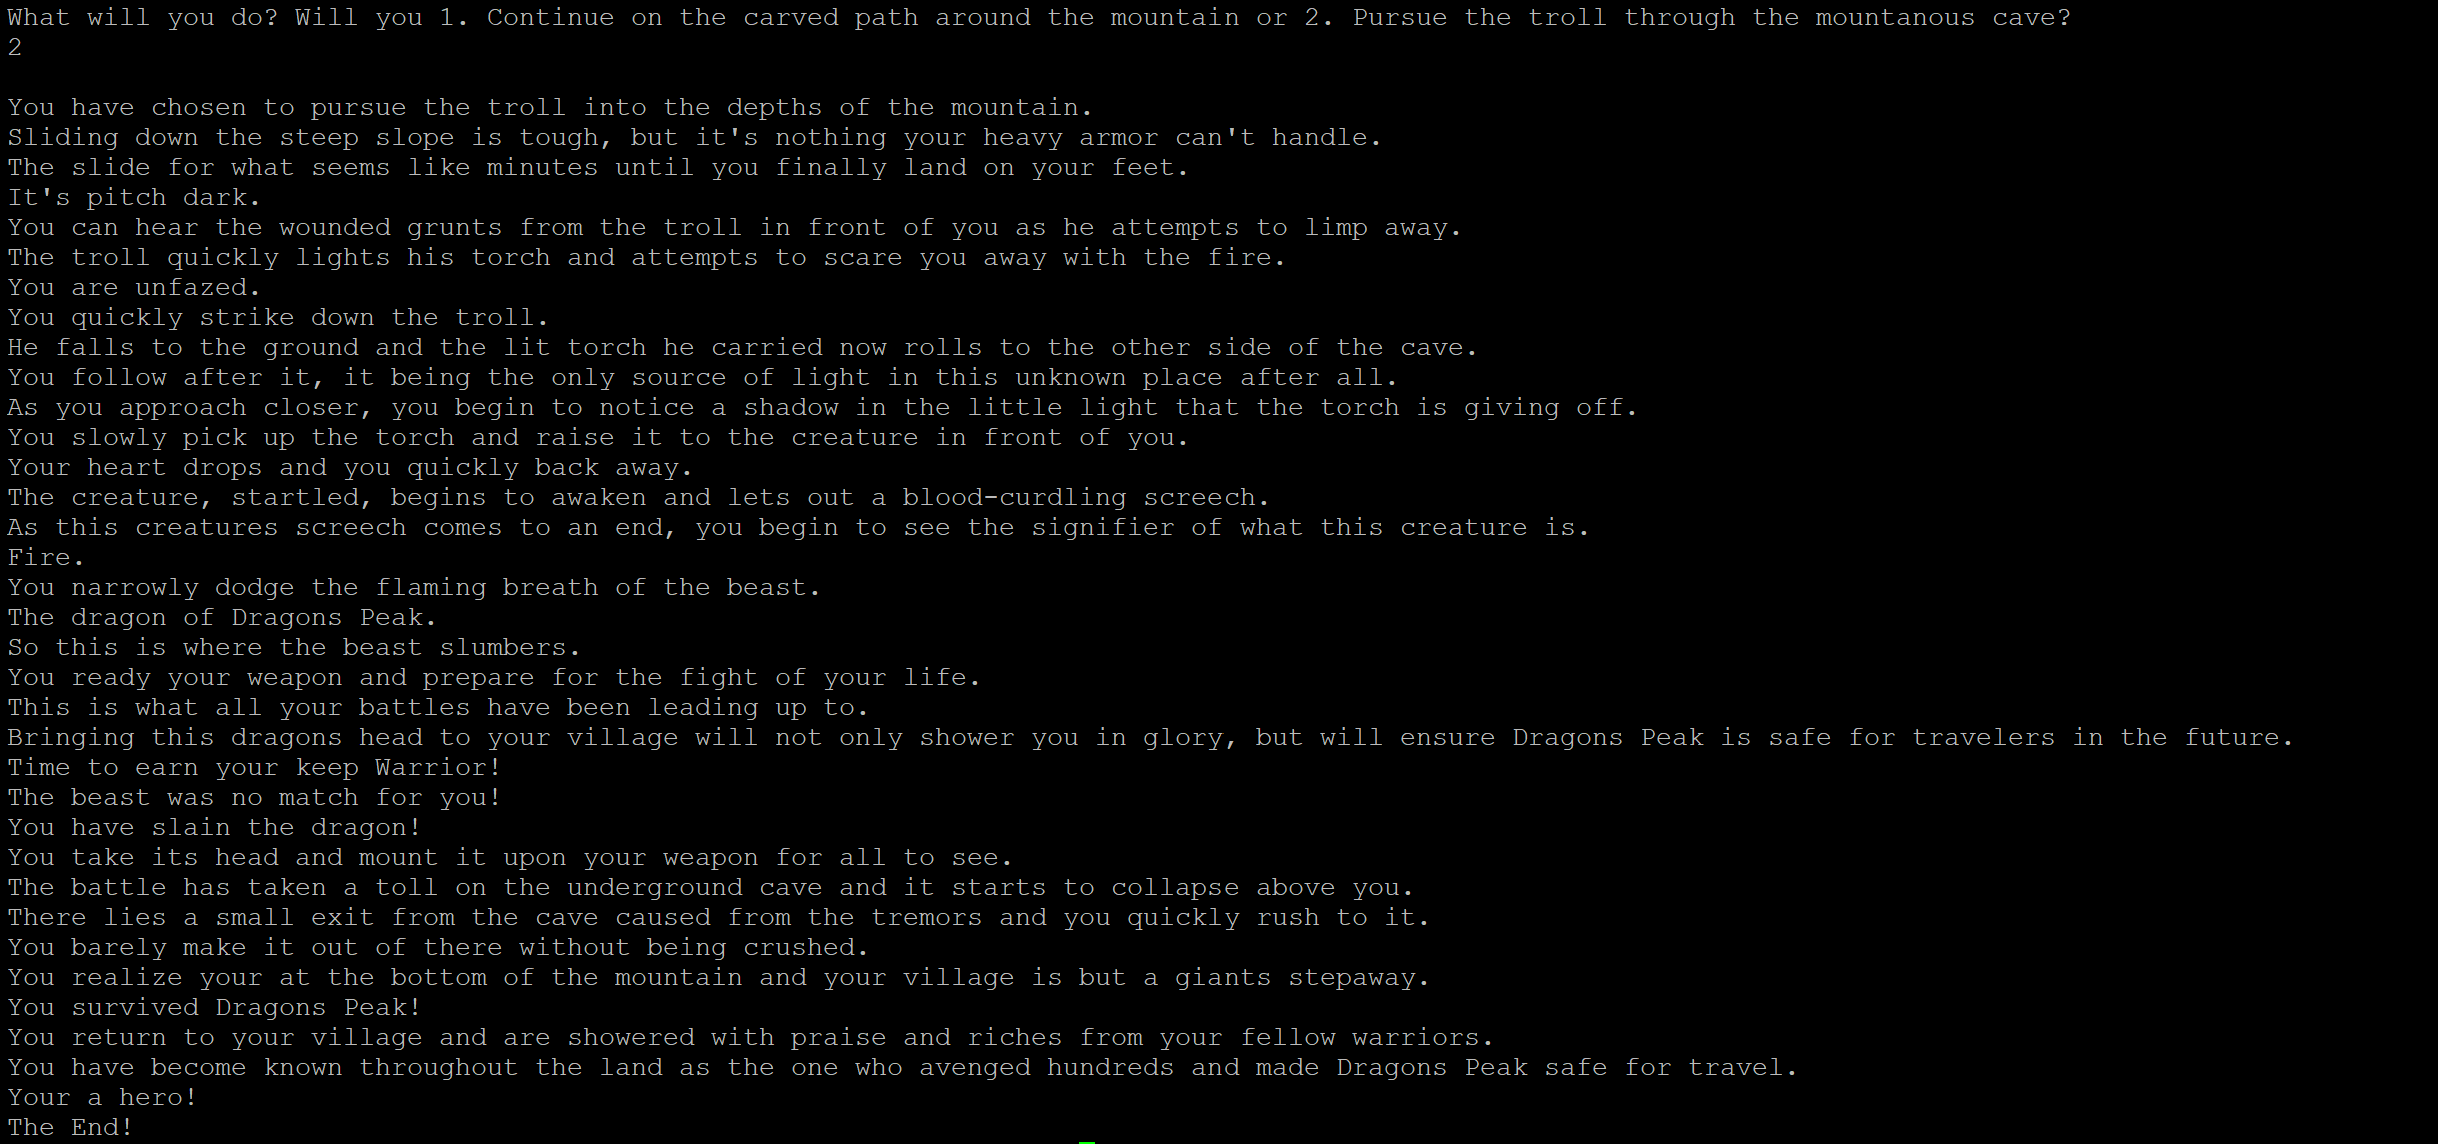 What will you do? Will you 1. Continue on the carved path around the mountain or 2. Pursue the troll through the mountanous cave?
2
You have chosen to pursue the troll into the depths of the mountain.
Sliding down the steep slope is tough, but it's nothing your heavy armor can't handle.
The slide for what seems like minutes until you finally land on your feet.
It's pitch dark.
You can hear the wounded grunts from the troll in front of you as he attempts to limp away.
The troll quickly lights his torch and attempts to scare you away with the fire.
You are unfazed.
You quickly strike down the troll.
He falls to the ground and the lit torch he carried now rolls to the other side of the cave.
You follow after it, it being the only source of light in this unknown place after all.
As you approach closer, you begin to notice a shadow in the little light that the torch is giving off.
You slowly pick up the torch and raise it to the creature in front of you.
Your heart drops and you quickly back away.
The creature, startled, begins to awaken and lets out a blood-curdling screech.
As this creatures screech comes to an end, you begin to see the signifier of what this creature is.
Fire.
You narrowly dodge the flaming breath of the beast.
The dragon of Dragons Peak.
So this is where the beast slumbers.
You ready your weapon and prepare for the fight of your life.
This is what all your battles have been leading up to.
Bringing this dragons head to your village will not only shower you in glory, but will ensure Dragons Peak is safe for travelers in the future.
Time to earn your keep Warrior!
The beast was no match for you!
You have slain the dragon!
You take its head and mount it upon your weapon for all to see.
The battle has taken a toll on the underground cave and it starts to collapse above you.
There lies a small exit from the cave caused from the tremors and you quickly rush to it.
You barely make it out of there without being crushed.
You realize your at the bottom of the mountain and your village is but a giants stepaway.
You survived Dragons Peak!
You return to your village and are showered with praise and riches from your fellow warriors.
You have become known throughout the land as the one who avenged hundreds and made Dragons Peak safe for travel.
Your a hero!
The End!